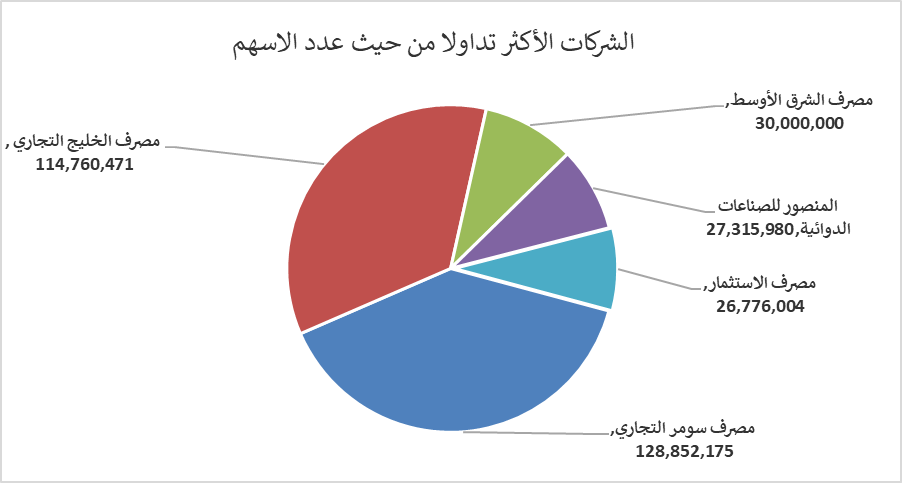 الشركات الأكثر تداولا من حيث عدد الاسهم
مصرف الشرق الأوسط,
30,000,000
مصرف الخليج التجاري ,
114,760,471
المنصور للصناعات
الدوائية, 27,315,980
مصرف الاستثمار,
26,776,004
مصرف سومر التجاري,
128,852,175